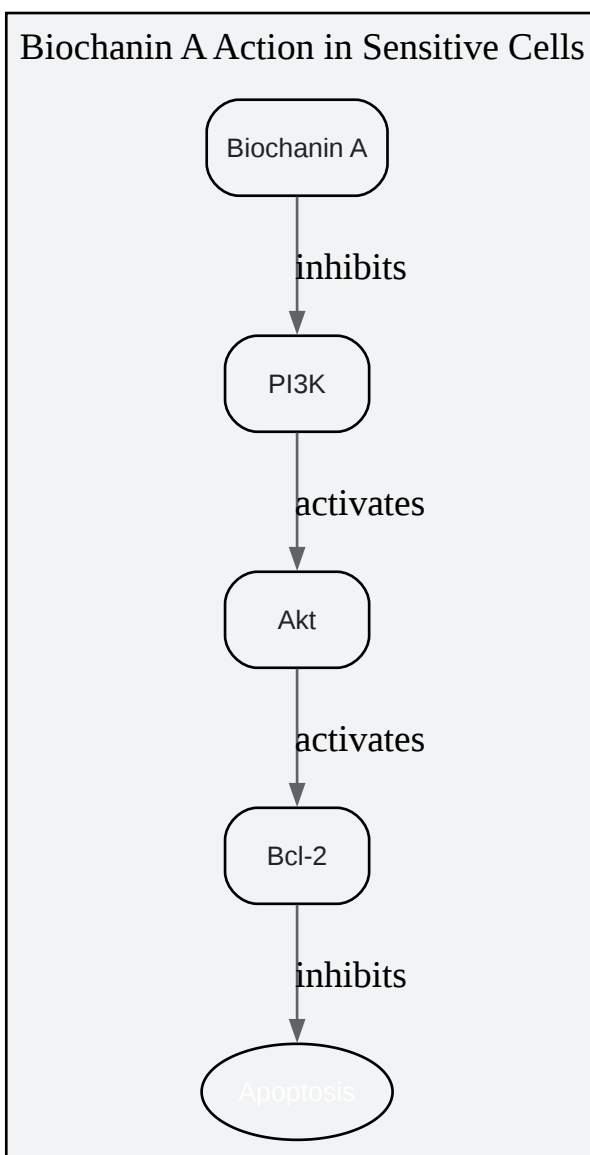 Biochanin A Action in Sensitive Cells
Biochanin A
inhibits
PI3K
activates
Akt
activates
Bcl-2
inhibits
Apoptosis